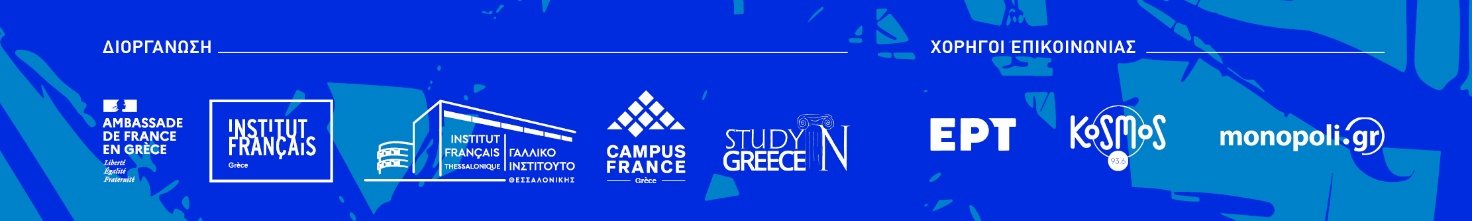 ΔΙΟΡΓΑΝΩΣΗ
AMBASSADE
DE FRANCE
EN GRÈCE
Liberté
Égalité
Fraternité
INSTITUT
FRANÇAIS
Grèce
INSTITUT
FRANÇAIS
THESSALONIQUE
ΓΑΛΛΙΚΟ
ΙΝΣΤΙΤΟΥΤΟ
ΘΕΣΣΑΛΟΝΙΚΗΣ
CAMPUS
FRANCE
Grèce
STUDY IN
GREECE
ΧΟΡΗΓΟΙ ΕΠΙΚΟΙΝΩΝΙΑΣ
ΕΡΤ
KOSMOS
93.6
monopoli.gr